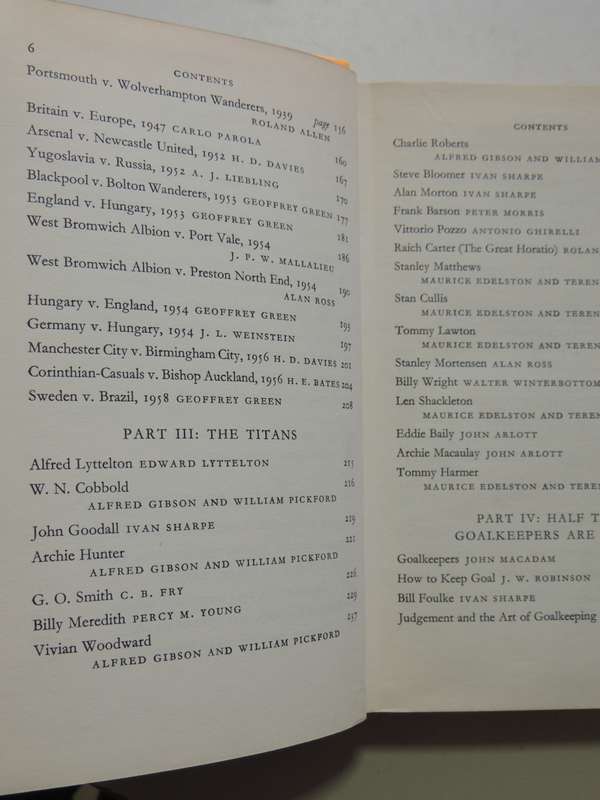 6
CONTENTS
Portsmouth v. Wolverhampton Wanderers, 1939 page 156
ROLAND ALLEN
Britain v. Europe, 1947 CARLO PAROLA 160
Arsenal v. Newcastle United, 1952 H. D. DAVIES 167
Yugoslavia v. Russia, 1952 A. J. LIEBLING 170
Blackpool v. Bolton Wanderers, 1953 GEOFFREY GREEN 177
England v. Hungary, 1953 GEOFFREY GREEN 181
West Bromwich Albion v. Port Vale, 1954
J. P. W. MALLALIEU 186
West Bromwich Albion v. Preston North End, 1954 190
ALAN ROSS
Hungary v. England, 1954 GEOFFREY GREEN 193
Germany v. Hungary, 1954 J. L. WEINSTEIN 197
Manchester City v. Birmingham City, 1956 H. D. DAVIES 201
Corinthian-Casuals v. Bishop Auckland, 1956 H. E. BATES 204
Sweden v. Brazil, 1958 GEOFFREY GREEN 208
PART III: THE TITANS
Alfred Lyttelton EDWARD LYTTELTON 215
W. N. Cobbold 216
ALFRED GIBSON AND WILLIAM PICKFORD
John Goodall IVAN SHARPE 219
Archie Hunter 221
ALFRED GIBSON AND WILLIAM PICKFORD
G. O. Smith C. B. FRY 226
Billy Meredith PERCY M. YOUNG 229
Vivian Woodward 237
ALFRED GIBSON AND WILLIAM PICKFORD
CONTENTS
Charlie Roberts
ALFRED GIBSON AND WILLIAM
Steve Bloomer IVAN SHARPE
Alan Morton IVAN SHARPE
Frank Barson PETER MORRIS
Vittorio Pozzo ANTONIO GHIRELLI
Raich Carter (The Great Horatio) ROLAN
Stanley Matthews
MAURICE EDELSTON AND TEREN
Stan Cullis
MAURICE EDELSTON AND TEREN
Tommy Lawton
MAURICE EDELSTON AND TEREN
Stanley Mortensen ALAN ROSS
Billy Wright WALTER WINTERBOTTOM
Len Shackleton
MAURICE EDELSTON AND TEREN
Eddie Baily JOHN ARLOTT
Archie Macaulay JOHN ARLOTT
Tommy Harmer
MAURICE EDELSTON AND TEREN
PART IV: HALF T
GOALKEEPERS ARE
Goalkeepers JOHN MACADAM
How to Keep Goal J. W. ROBINSON
Bill Foulke IVAN SHARPE
Judgement and the Art of Goalkeeping